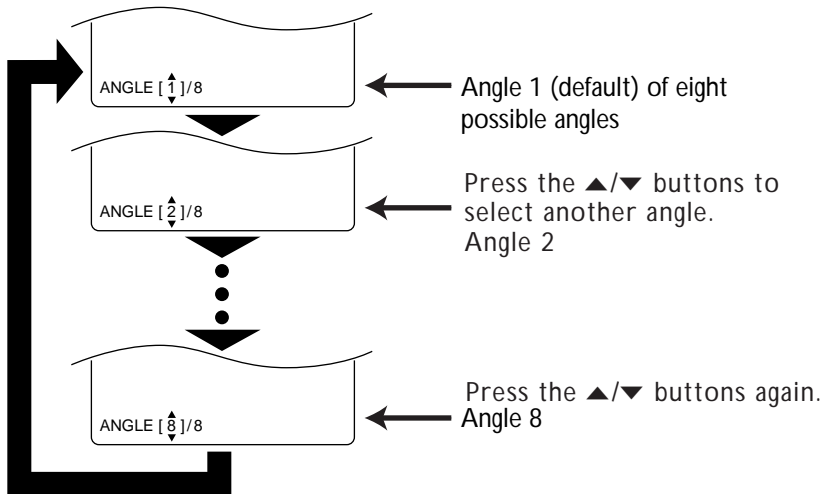 ANGLE [1]/8
Angle 1 (default) of eight
possible angles
ANGLE [2]/8
Press the ▲/▼ buttons to
select another angle.
Angle 2
ANGLE [8]/8
Press the ▲/▼ buttons again.
Angle 8